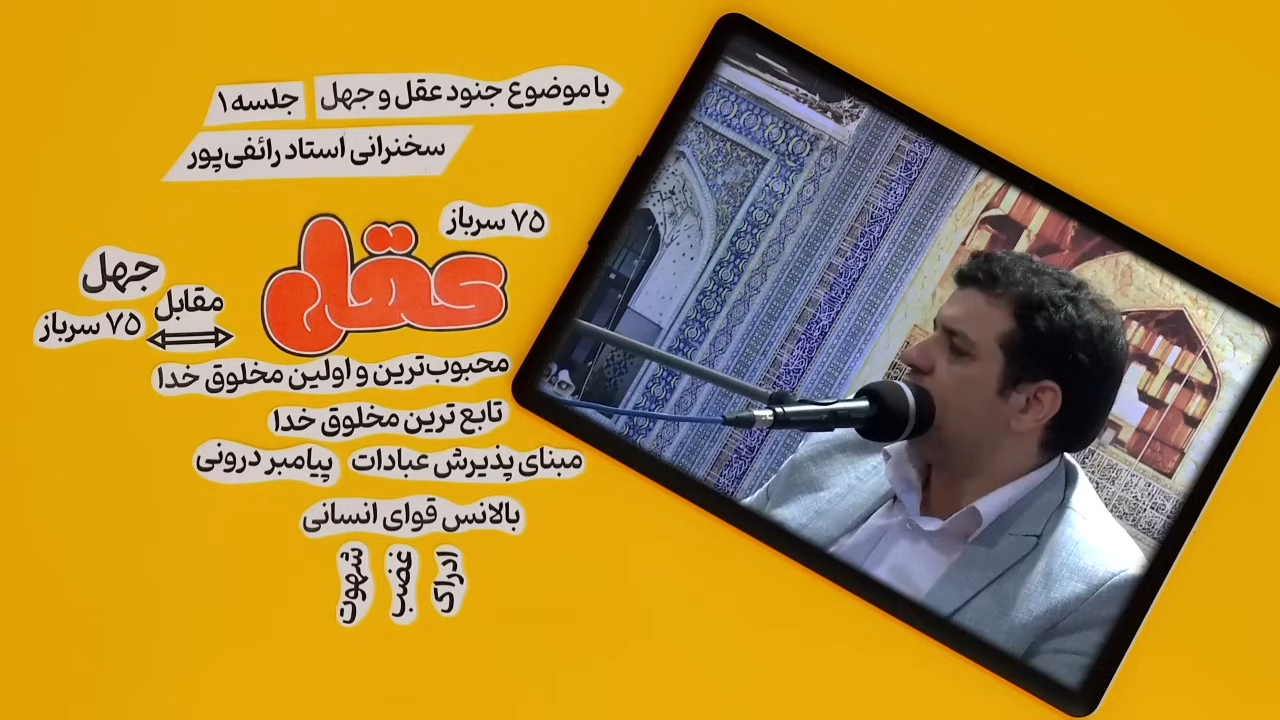 با موضوع جنود عقل و جهل جلسه ۱
سخنرانی استاد رائفی‌پور
۷۵ سرباز
عقل
جهل
مقابل
۷۵ سرباز
محبوب‌ترین و اولین مخلوق خدا
تابع ترین مخلوق خدا
مبنای پذیرش عبادات پیامبر درونی
بالانس قوای انسانی
ادراک غضب شهوت